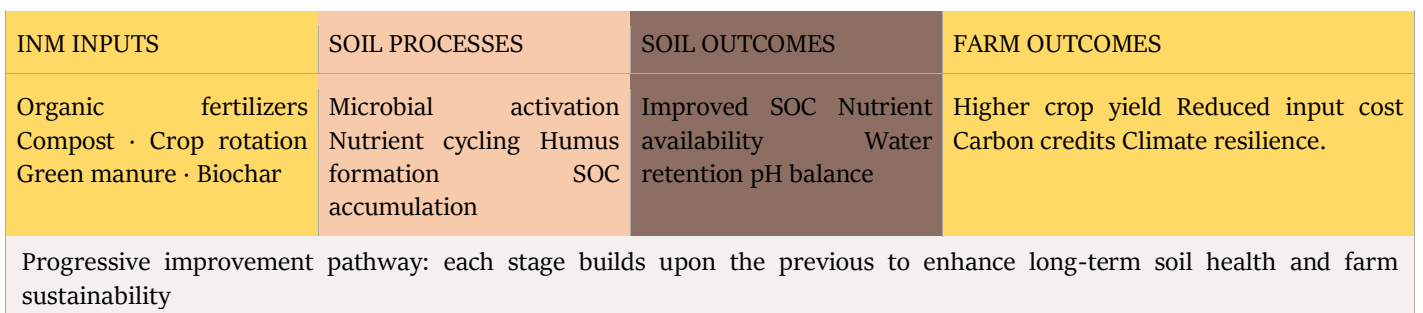 INM INPUTS
SOIL PROCESSES
SOIL OUTCOMES
FARM OUTCOMES
Organic fertilizers
Compost · Crop rotation
Green manure · Biochar
Microbial activation
Nutrient cycling Humus
formation SOC
accumulation
Improved SOC Nutrient
availability Water
retention pH balance
Higher crop yield Reduced input cost
Carbon credits Climate resilience.
Progressive improvement pathway: each stage builds upon the previous to enhance long-term soil health and farm
sustainability